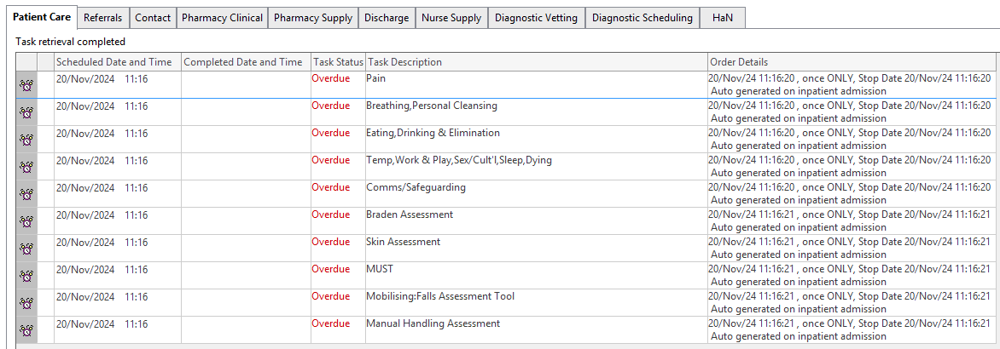 Patient Care Referrals Contact Pharmacy Clinical Pharmacy Supply Discharge Nurse Supply Diagnostic Vetting Diagnostic Scheduling HaN
Task retrieval completed
Scheduled Date and Time Completed Date and Time Task Status Task Description Order Details
20/Nov/2024 11:16 Overdue Pain 20/Nov/24 11:16:20 , once ONLY, Stop Date 20/Nov/24 11:16:20
Auto generated on inpatient admission
20/Nov/2024 11:16 Overdue Breathing,Personal Cleansing 20/Nov/24 11:16:20 , once ONLY, Stop Date 20/Nov/24 11:16:20
Auto generated on inpatient admission
20/Nov/2024 11:16 Overdue Eating,Drinking & Elimination 20/Nov/24 11:16:20 , once ONLY, Stop Date 20/Nov/24 11:16:20
Auto generated on inpatient admission
20/Nov/2024 11:16 Overdue Temp,Work & Play,Sex/Cult'l,Sleep,Dying 20/Nov/24 11:16:20 , once ONLY, Stop Date 20/Nov/24 11:16:20
Auto generated on inpatient admission
20/Nov/2024 11:16 Overdue Comms/Safeguarding 20/Nov/24 11:16:20 , once ONLY, Stop Date 20/Nov/24 11:16:20
Auto generated on inpatient admission
20/Nov/2024 11:16 Overdue Braden Assessment 20/Nov/24 11:16:21 , once ONLY, Stop Date 20/Nov/24 11:16:21
Auto generated on inpatient admission
20/Nov/2024 11:16 Overdue Skin Assessment 20/Nov/24 11:16:21 , once ONLY, Stop Date 20/Nov/24 11:16:21
Auto generated on inpatient admission
20/Nov/2024 11:16 Overdue MUST 20/Nov/24 11:16:21 , once ONLY, Stop Date 20/Nov/24 11:16:21
Auto generated on inpatient admission
20/Nov/2024 11:16 Overdue Mobilising:Falls Assessment Tool 20/Nov/24 11:16:21 , once ONLY, Stop Date 20/Nov/24 11:16:21
Auto generated on inpatient admission
20/Nov/2024 11:16 Overdue Manual Handling Assessment 20/Nov/24 11:16:21 , once ONLY, Stop Date 20/Nov/24 11:16:21
Auto generated on inpatient admission